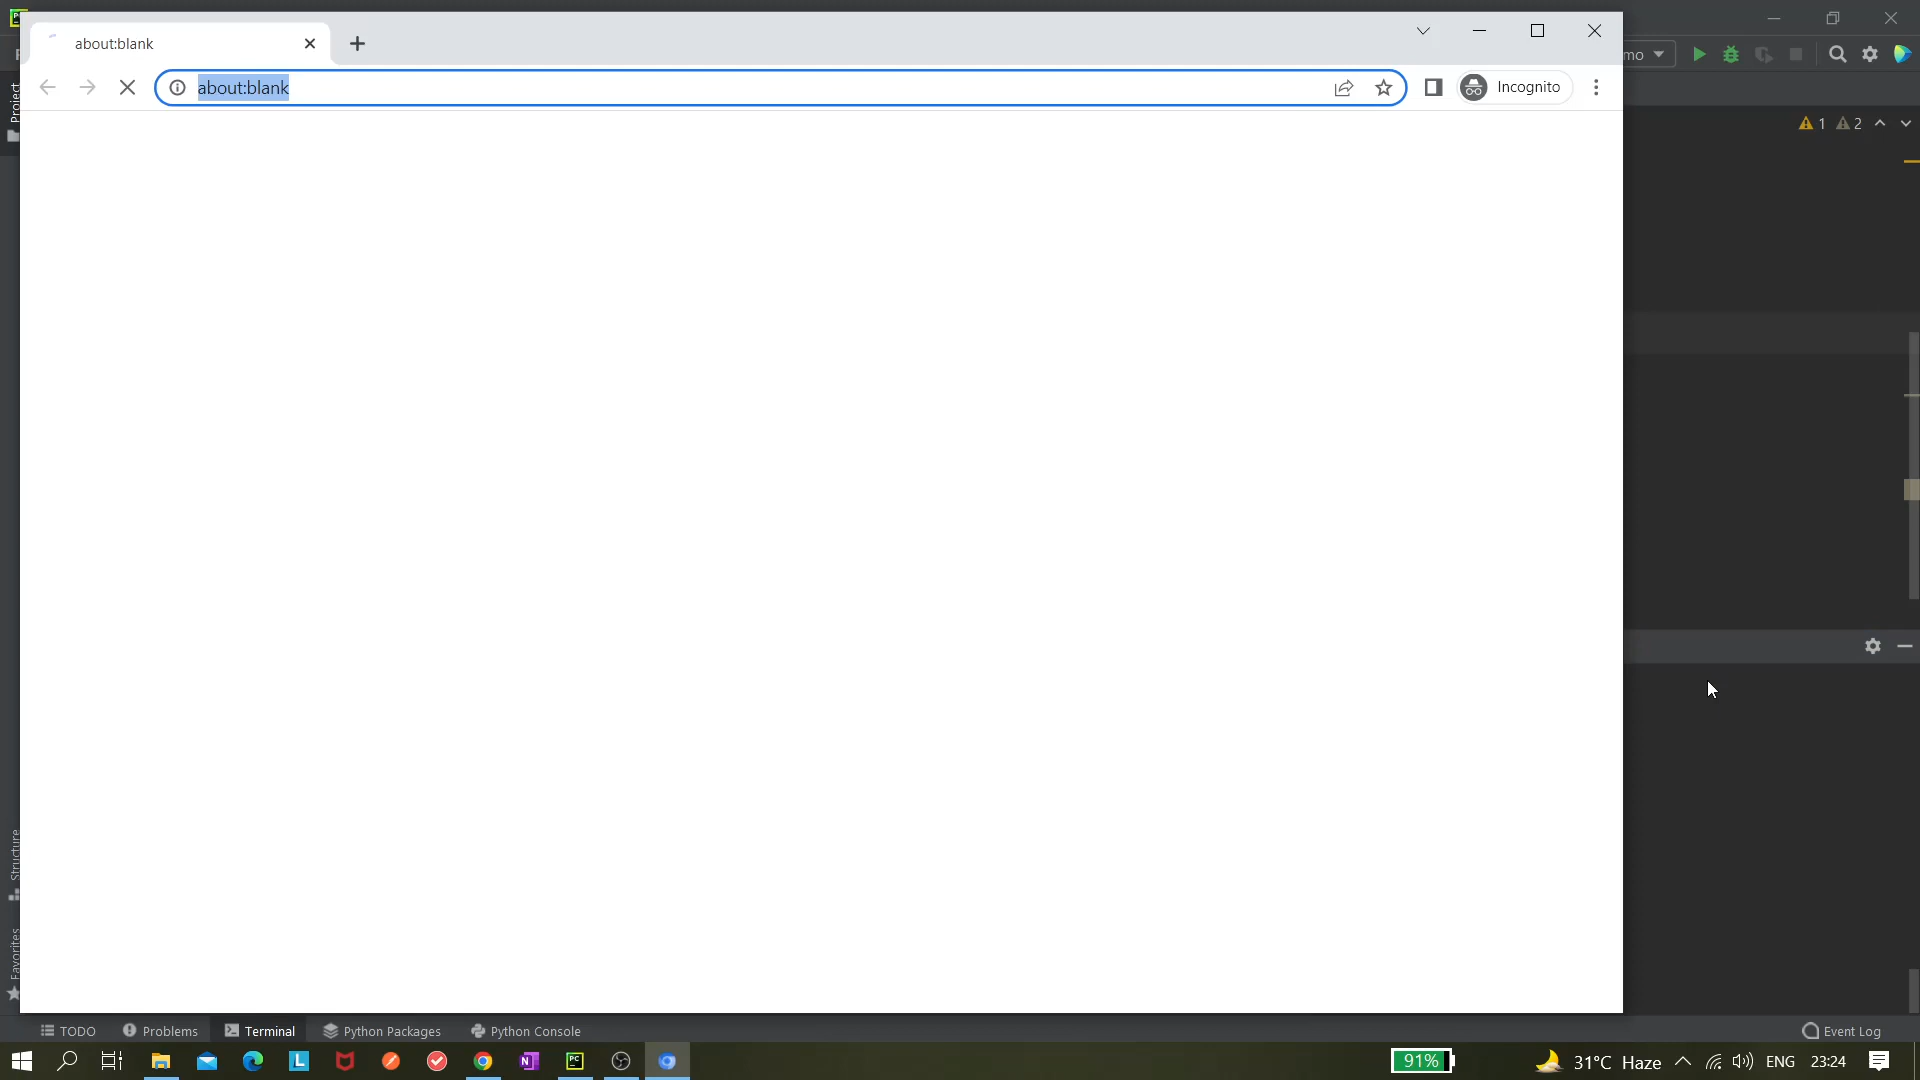 about:blank
mo
about:blank
Incognito
Project
1
2
Structure
Favorites
TODO
Problems
Terminal
Python Packages
Python Console
Event Log
91%
31°C Haze
ENG
23:24